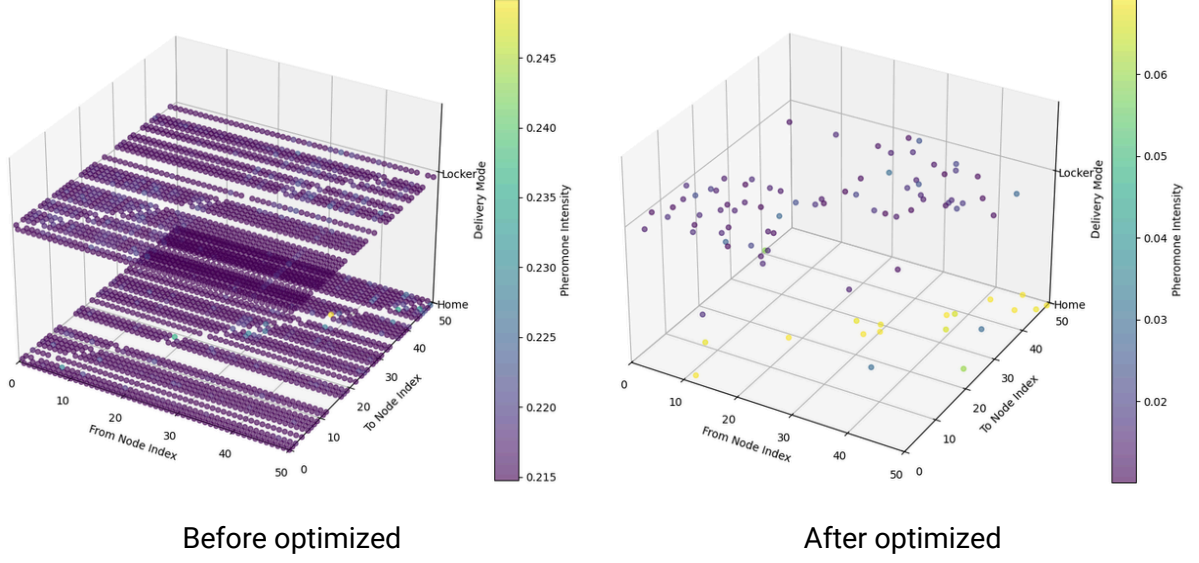 0.245
0.240
0.235
0.230
0.225
0.220
0.215
Pheromone Intensity
Delivery Mode
Locker
Home
0
10
20
30
40
50
From Node Index
0
10
20
30
40
50
To Node Index
Before optimized
0.06
0.05
0.04
0.03
0.02
Pheromone Intensity
Delivery Mode
Locker
Home
0
10
20
30
40
50
From Node Index
0
10
20
30
40
50
To Node Index
After optimized